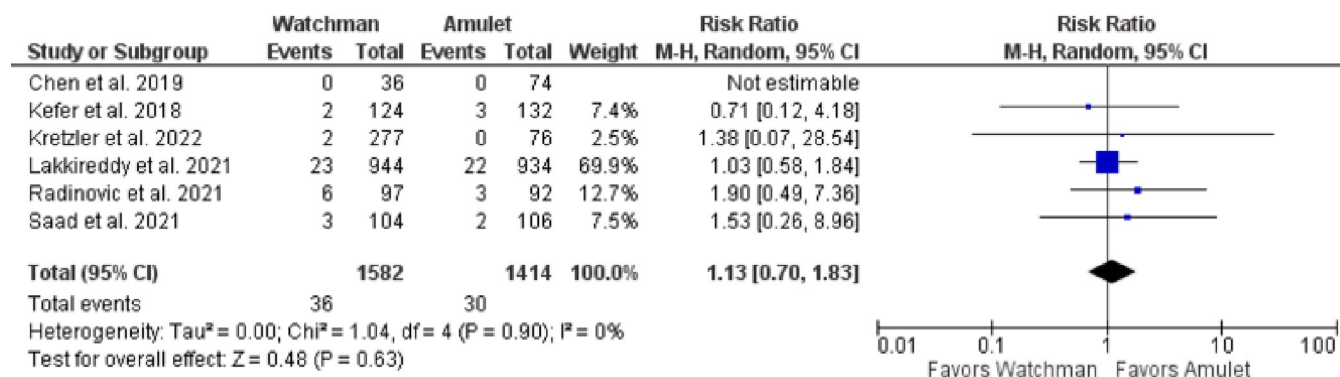 Watchman Amulet Risk Ratio Risk Ratio
Study or Subgroup Events Total Events Total Weight M-H, Random, 95% CI M-H, Random, 95% CI
Chen et al. 2019 0 36 0 74 Not estimable
Kefer et al. 2018 2 124 3 132 7.4% 0.71 [0.12, 4.18]
Kretzler et al. 2022 2 277 0 76 2.5% 1.38 [0.07, 28.54]
Lakkireddy et al. 2021 23 944 22 934 69.9% 1.03 [0.58, 1.84]
Radinovic et al. 2021 6 97 3 92 12.7% 1.90 [0.49, 7.36]
Saad et al. 2021 3 104 2 106 7.5% 1.53 [0.26, 8.96]
Total (95% CI) 1582 1414 100.0% 1.13 [0.70, 1.83]
Total events 36 30
Heterogeneity: Tau² = 0.00; Chi² = 1.04, df = 4 (P = 0.90); I² = 0%
Test for overall effect: Z = 0.48 (P = 0.63)
0.01 0.1 1 10 100
Favors Watchman Favors Amulet